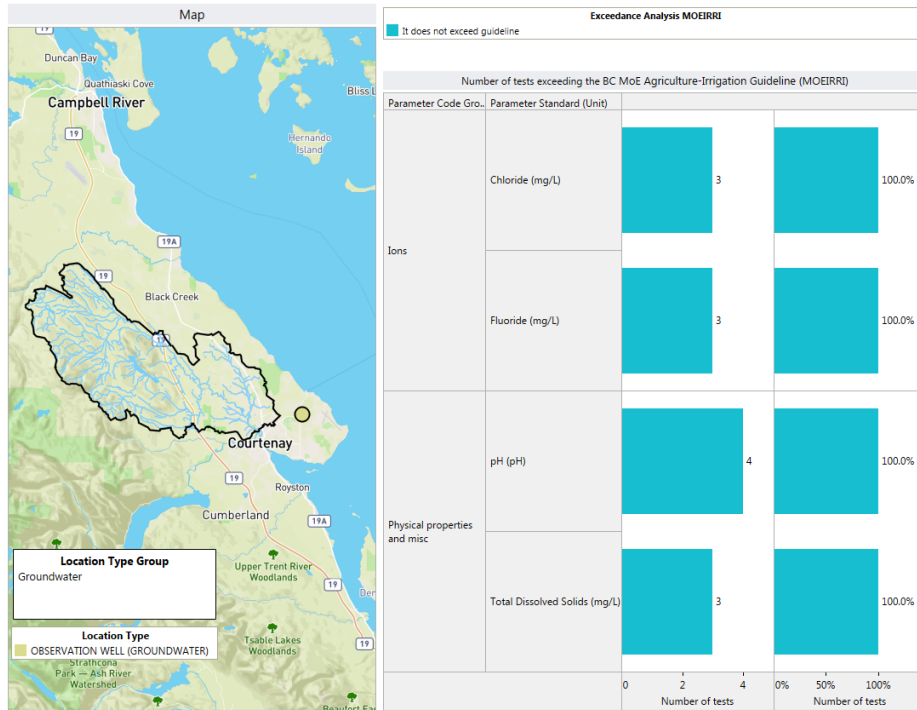 Map
Duncan Bay
Quathiaski Cove
Campbell River
Bliss L
19
Hernando
Island
19A
19
Black Creek
19
Courtenay
19
Royston
Cumberland
19A
Upper Trent River
Woodlands
Den
Location Type Group
Groundwater
Location Type
OBSERVATION WELL (GROUNDWATER)
Tsable Lakes
Woodlands
19
Strathcona
Park — Ash River
Watershed
Beaufort Eas
Exceedance Analysis MOEIRRI
It does not exceed guideline
Number of tests exceeding the BC MoE Agriculture-Irrigation Guideline (MOEIRRI)
Parameter Code Gro..
Parameter Standard (Unit)
Ions
Chloride (mg/L)
3
100.0%
Fluoride (mg/L)
3
100.0%
Physical properties
and misc
pH (pH)
4
100.0%
Total Dissolved Solids (mg/L)
3
100.0%
0 2 4
0% 50% 100%
Number of tests
Number of tests